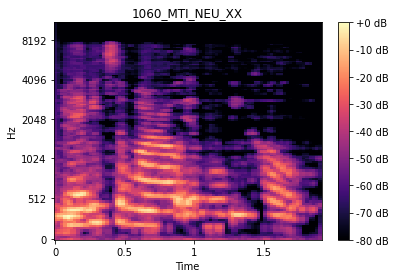 1060_MTI_NEU_XX
+0 dB
8192
-10 dB
4096
-20 dB
-30 dB
2048
-40 dB
Hz
1024
-50 dB
512
-60 dB
-70 dB
0
-80 dB
0 0.5 1 1.5
Time